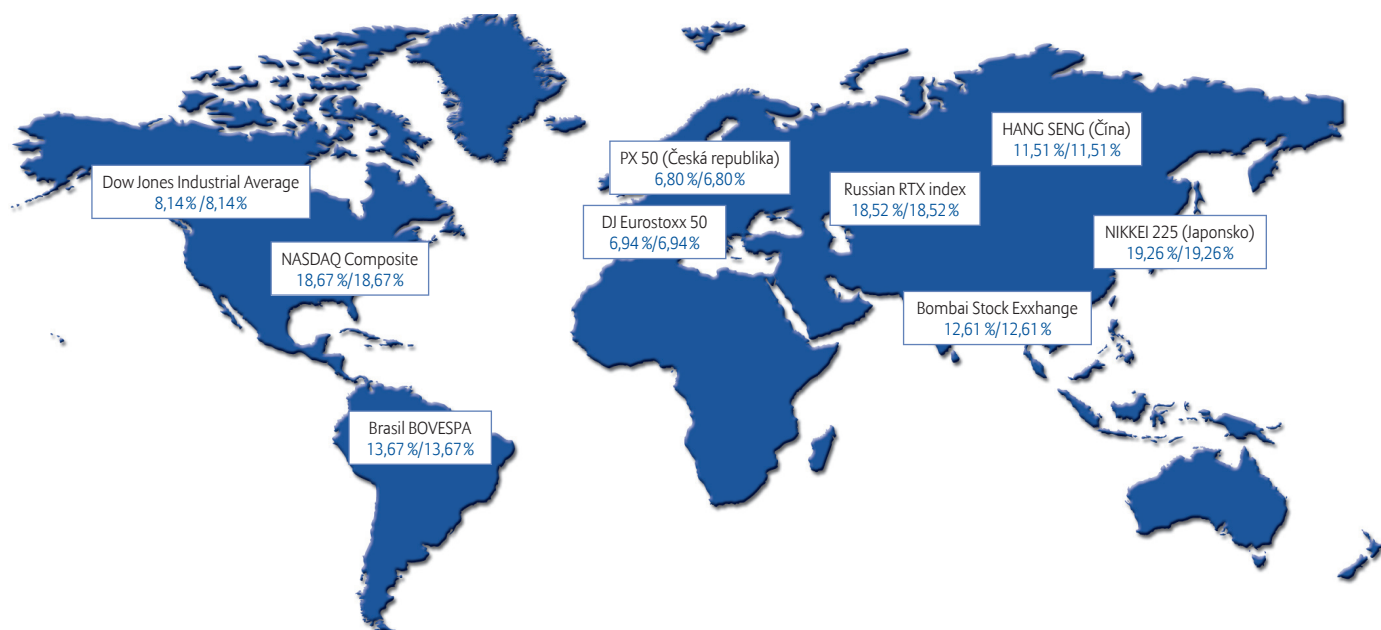 HANG SENG (Čína)
11,51 %/11,51 %
PX 50 (Česká republika)
6,80 %/6,80 %
Dow Jones Industrial Average
8,14 %/8,14 %
Russian RTX index
18,52 %/18,52 %
DJ Eurostoxx 50
6,94 %/6,94 %
NIKKEI 225 (Japonsko)
19,26 %/19,26 %
NASDAQ Composite
18,67 %/18,67 %
Bombai Stock Exxhange
12,61 %/12,61 %
Brasil BOVESPA
13,67 %/13,67 %